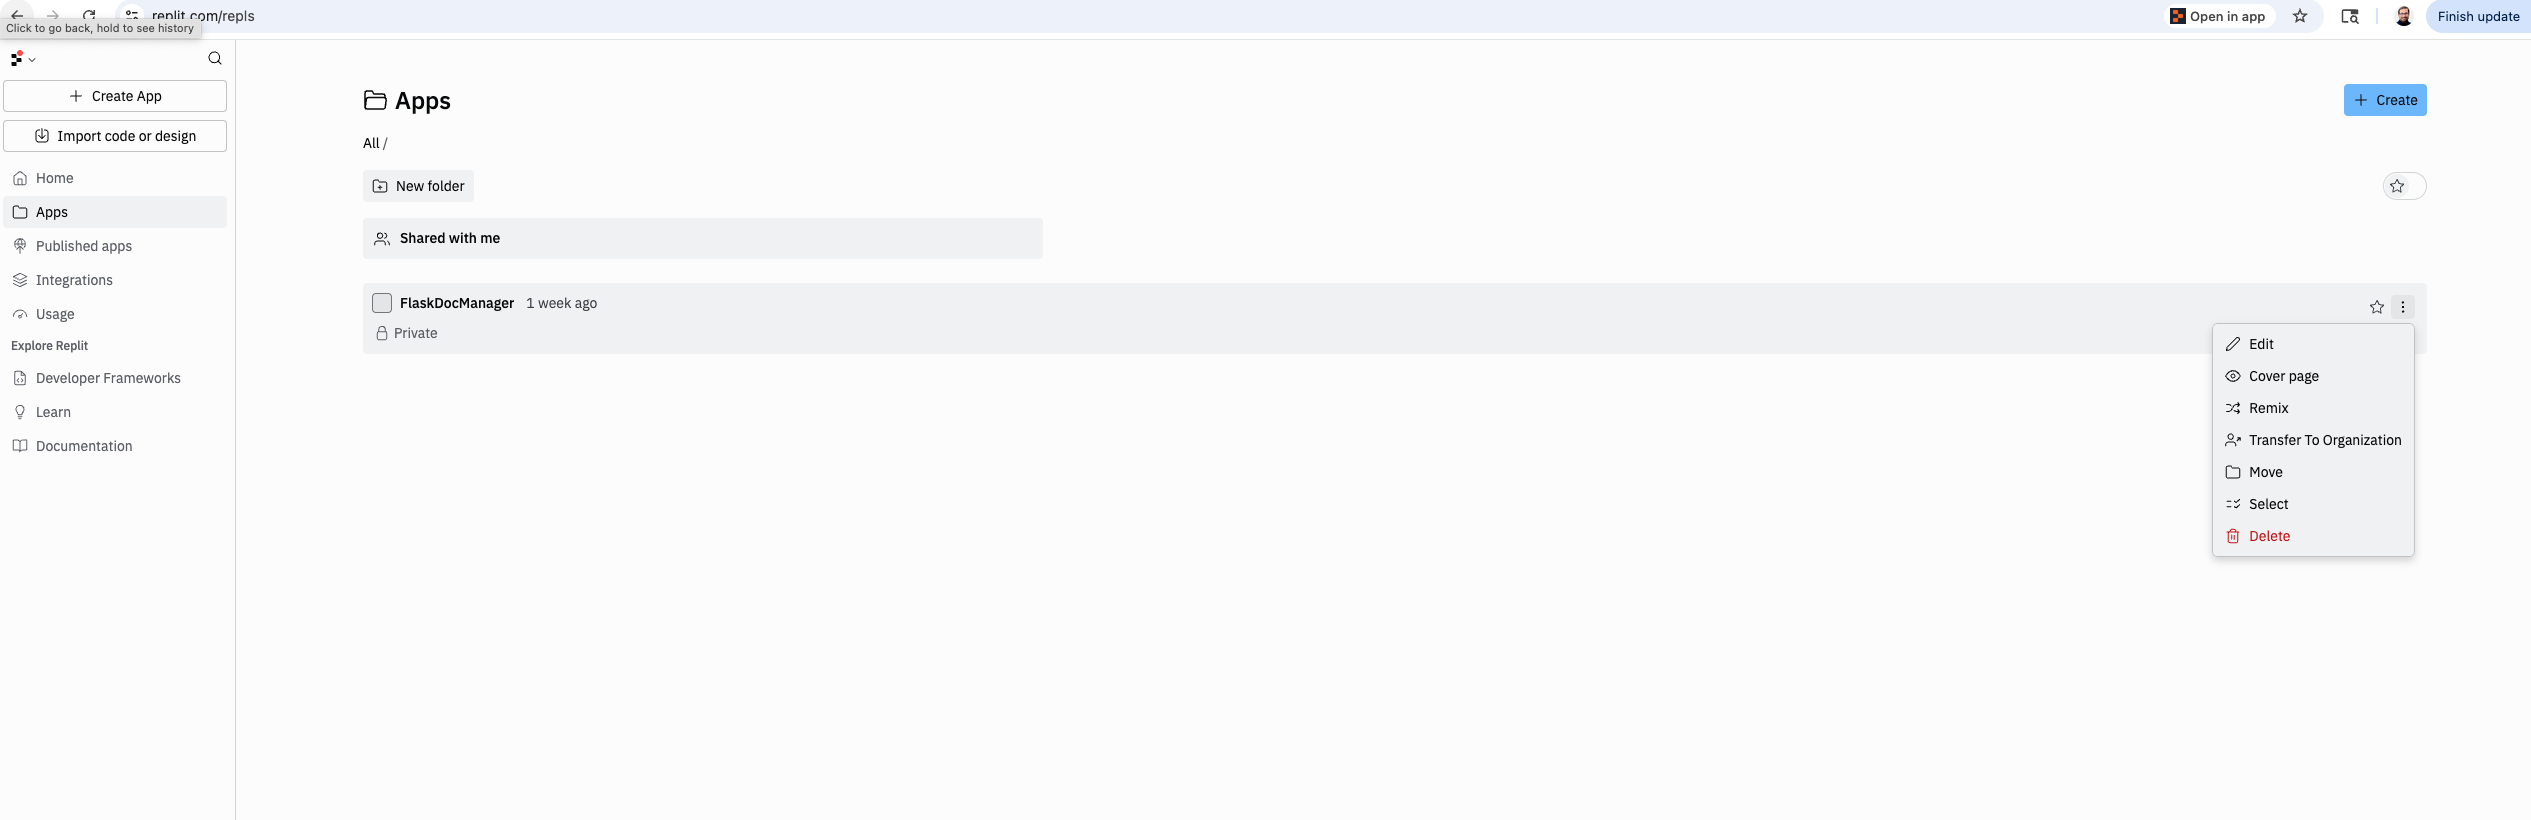 replit.com/repls
Open in app
Finish update
Click to go back, hold to see history
Create App
Import code or design
Home
Apps
Published apps
Integrations
Usage
Explore Replit
Developer Frameworks
Learn
Documentation
Apps
Create
All /
New folder
Shared with me
FlaskDocManager 1 week ago
Private
Edit
Cover page
Remix
Transfer To Organization
Move
Select
Delete